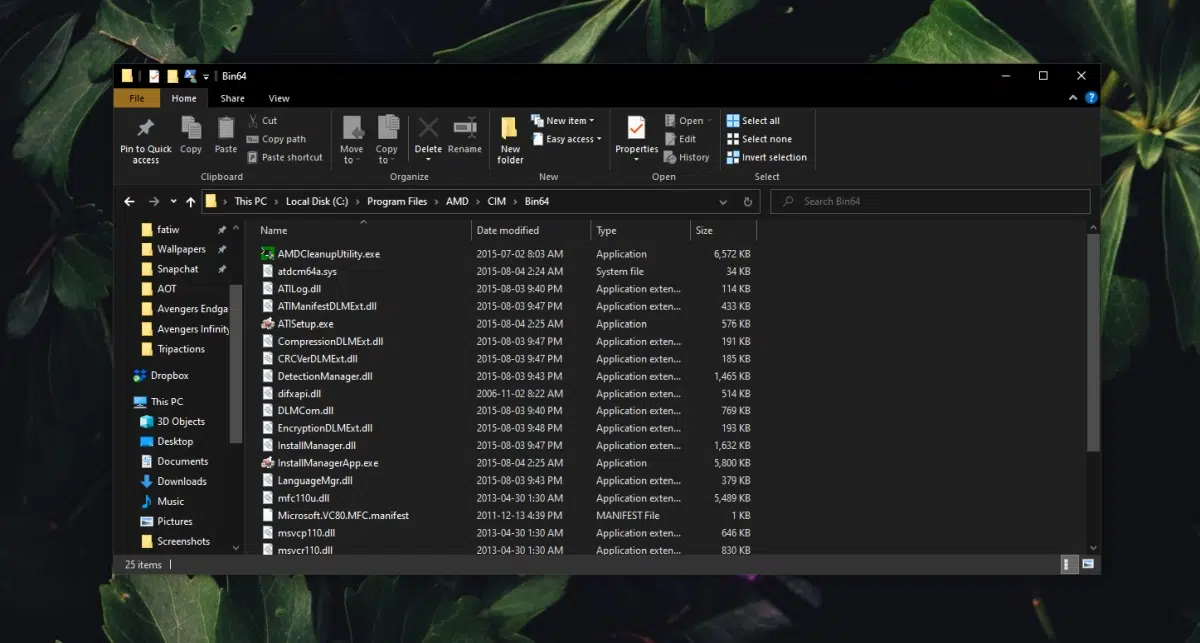 Bin64
File Home Share View
Pin to Quick access
Copy
Paste
Cut
Copy path
Paste shortcut
Clipboard
Move to
Copy to
Delete
Rename
Organize
New folder
New item
Easy access
New
Properties
Open
Edit
History
Open
Select all
Select none
Invert selection
Select
This PC › Local Disk (C:) › Program Files › AMD › CIM › Bin64
Search Bin64
fatiw
Wallpapers
Snapchat
AOT
Avengers Endga
Avengers Infinity
Tripactions
Dropbox
This PC
3D Objects
Desktop
Documents
Downloads
Music
Pictures
Screenshots
Name Date modified Type Size
AMDCleanupUtility.exe 2015-07-02 8:03 AM Application 6,572 KB
atdcm64a.sys 2015-08-04 2:24 AM System file 34 KB
ATILog.dll 2015-08-03 9:40 PM Application exten... 114 KB
ATIManifestDLMExt.dll 2015-08-03 9:47 PM Application exten... 433 KB
ATISetup.exe 2015-08-04 2:25 AM Application 576 KB
CompressionDLMExt.dll 2015-08-03 9:47 PM Application exten... 191 KB
CRCVerDLMExt.dll 2015-08-03 9:47 PM Application exten... 185 KB
DetectionManager.dll 2015-08-03 9:43 PM Application exten... 1,465 KB
difxapi.dll 2006-11-02 8:22 AM Application exten... 514 KB
DLMCom.dll 2015-08-03 9:40 PM Application exten... 769 KB
EncryptionDLMExt.dll 2015-08-03 9:48 PM Application exten... 193 KB
InstallManager.dll 2015-08-03 9:47 PM Application exten... 1,632 KB
InstallManagerApp.exe 2015-08-04 2:25 AM Application 5,800 KB
LanguageMgr.dll 2015-08-03 9:43 PM Application exten... 379 KB
mfc110u.dll 2013-04-30 1:30 AM Application exten... 5,489 KB
Microsoft.VC80.MFC.manifest 2011-12-13 4:39 PM MANIFEST File 1 KB
msvcp110.dll 2013-04-30 1:30 AM Application exten... 646 KB
msvcr110.dll 2013-04-30 1:30 AM Application exten... 830 KB
25 items